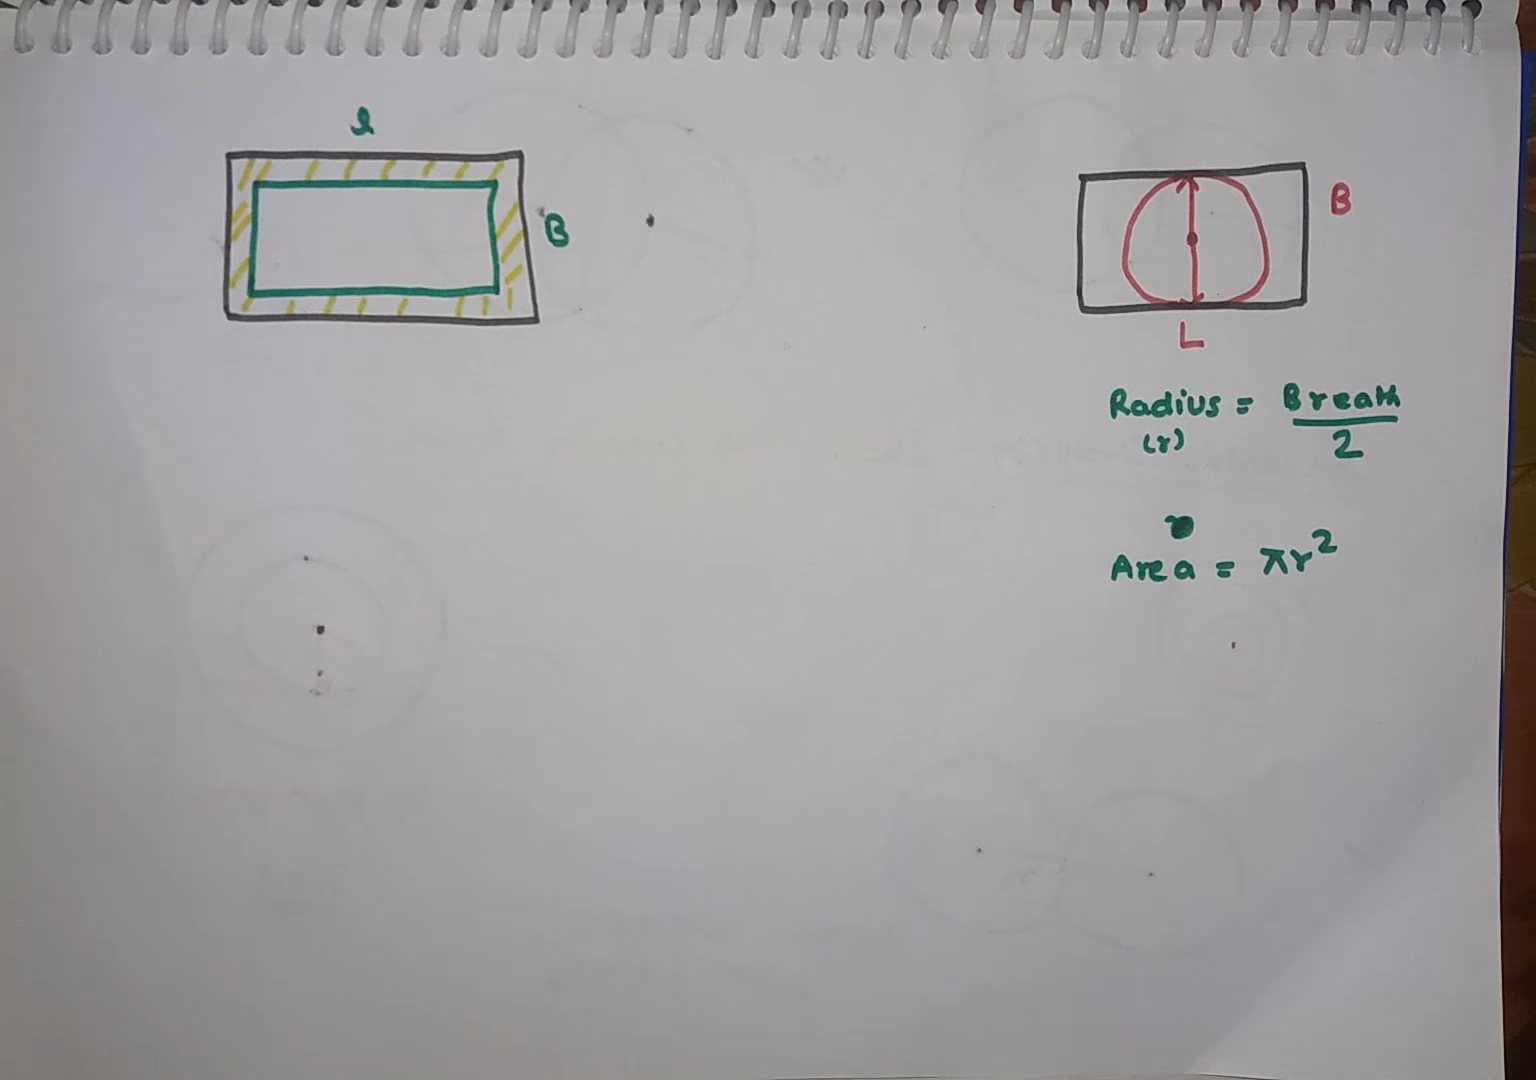 l
B
B
L
Radius = Breath
(r) 2
Area = πr²